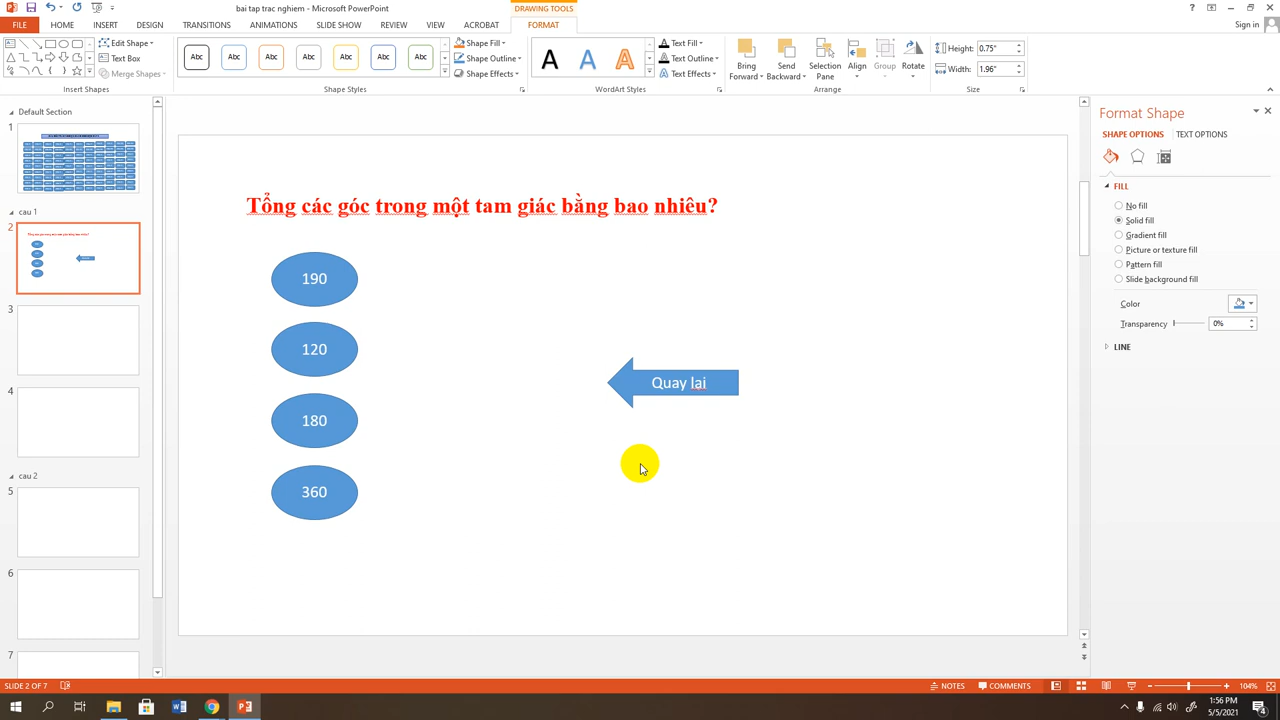 bai tap trac nghiem - Microsoft PowerPoint
DRAWING TOOLS
FILE HOME INSERT DESIGN TRANSITIONS ANIMATIONS SLIDE SHOW REVIEW VIEW ACROBAT FORMAT
Sign in
Edit Shape
Text Box
Merge Shapes
Insert Shapes
Abc Abc Abc Abc Abc Abc Abc
Shape Styles
Shape Fill
Shape Outline
Shape Effects
A A A
WordArt Styles
Text Fill
Text Outline
Text Effects
Bring Forward
Send Backward
Selection Pane
Align
Group
Rotate
Arrange
Height: 0.75"
Width: 1.96"
Size
Default Section
1
cau 1
2
3
4
cau 2
5
6
7
Tổng các góc trong một tam giác bằng bao nhiêu?
190
120
180
360
Quay lại
Format Shape
SHAPE OPTIONS TEXT OPTIONS
FILL
No fill
Solid fill
Gradient fill
Picture or texture fill
Pattern fill
Slide background fill
Color
Transparency 0%
LINE
SLIDE 2 OF 7
NOTES COMMENTS 104%
1:56 PM
5/5/2021
4